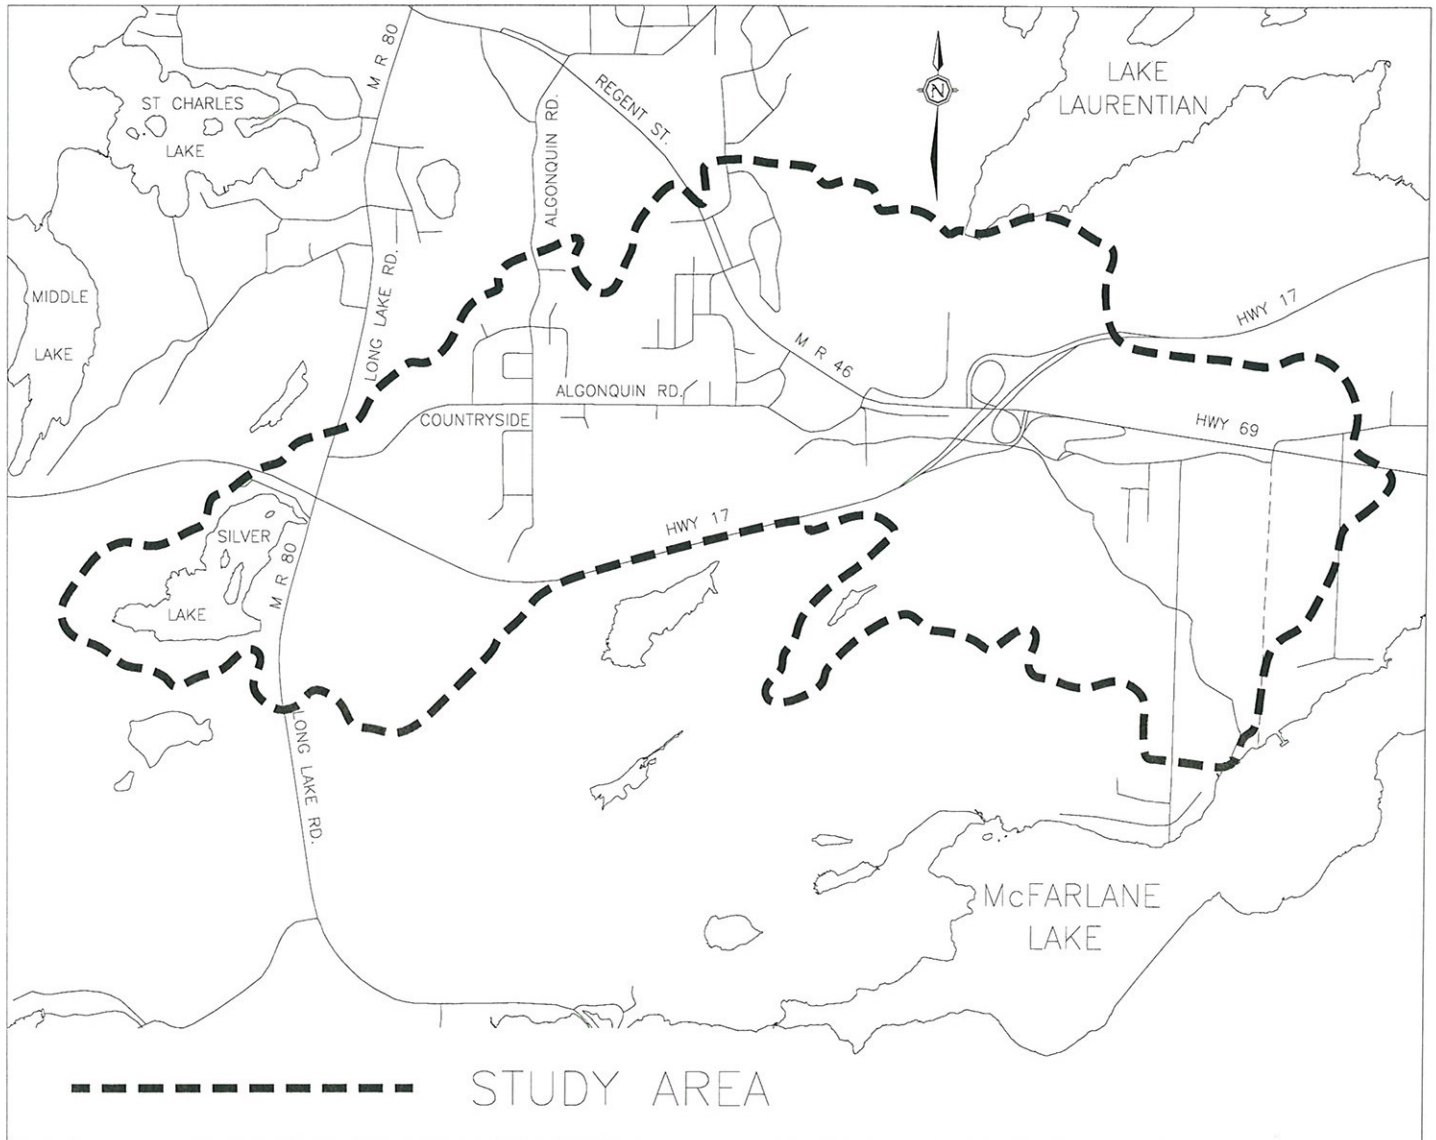 M R 80
REGENT ST.
LAKE
LAURENTIAN
ST CHARLES
LAKE
ALGONQUIN RD.
N
MIDDLE
LAKE
LONG LAKE RD.
HWY 17
M R 46
ALGONQUIN RD.
COUNTRYSIDE
HWY 69
SILVER
LAKE
M R 80
HWY 17
LONG LAKE RD.
McFARLANE
LAKE
STUDY AREA